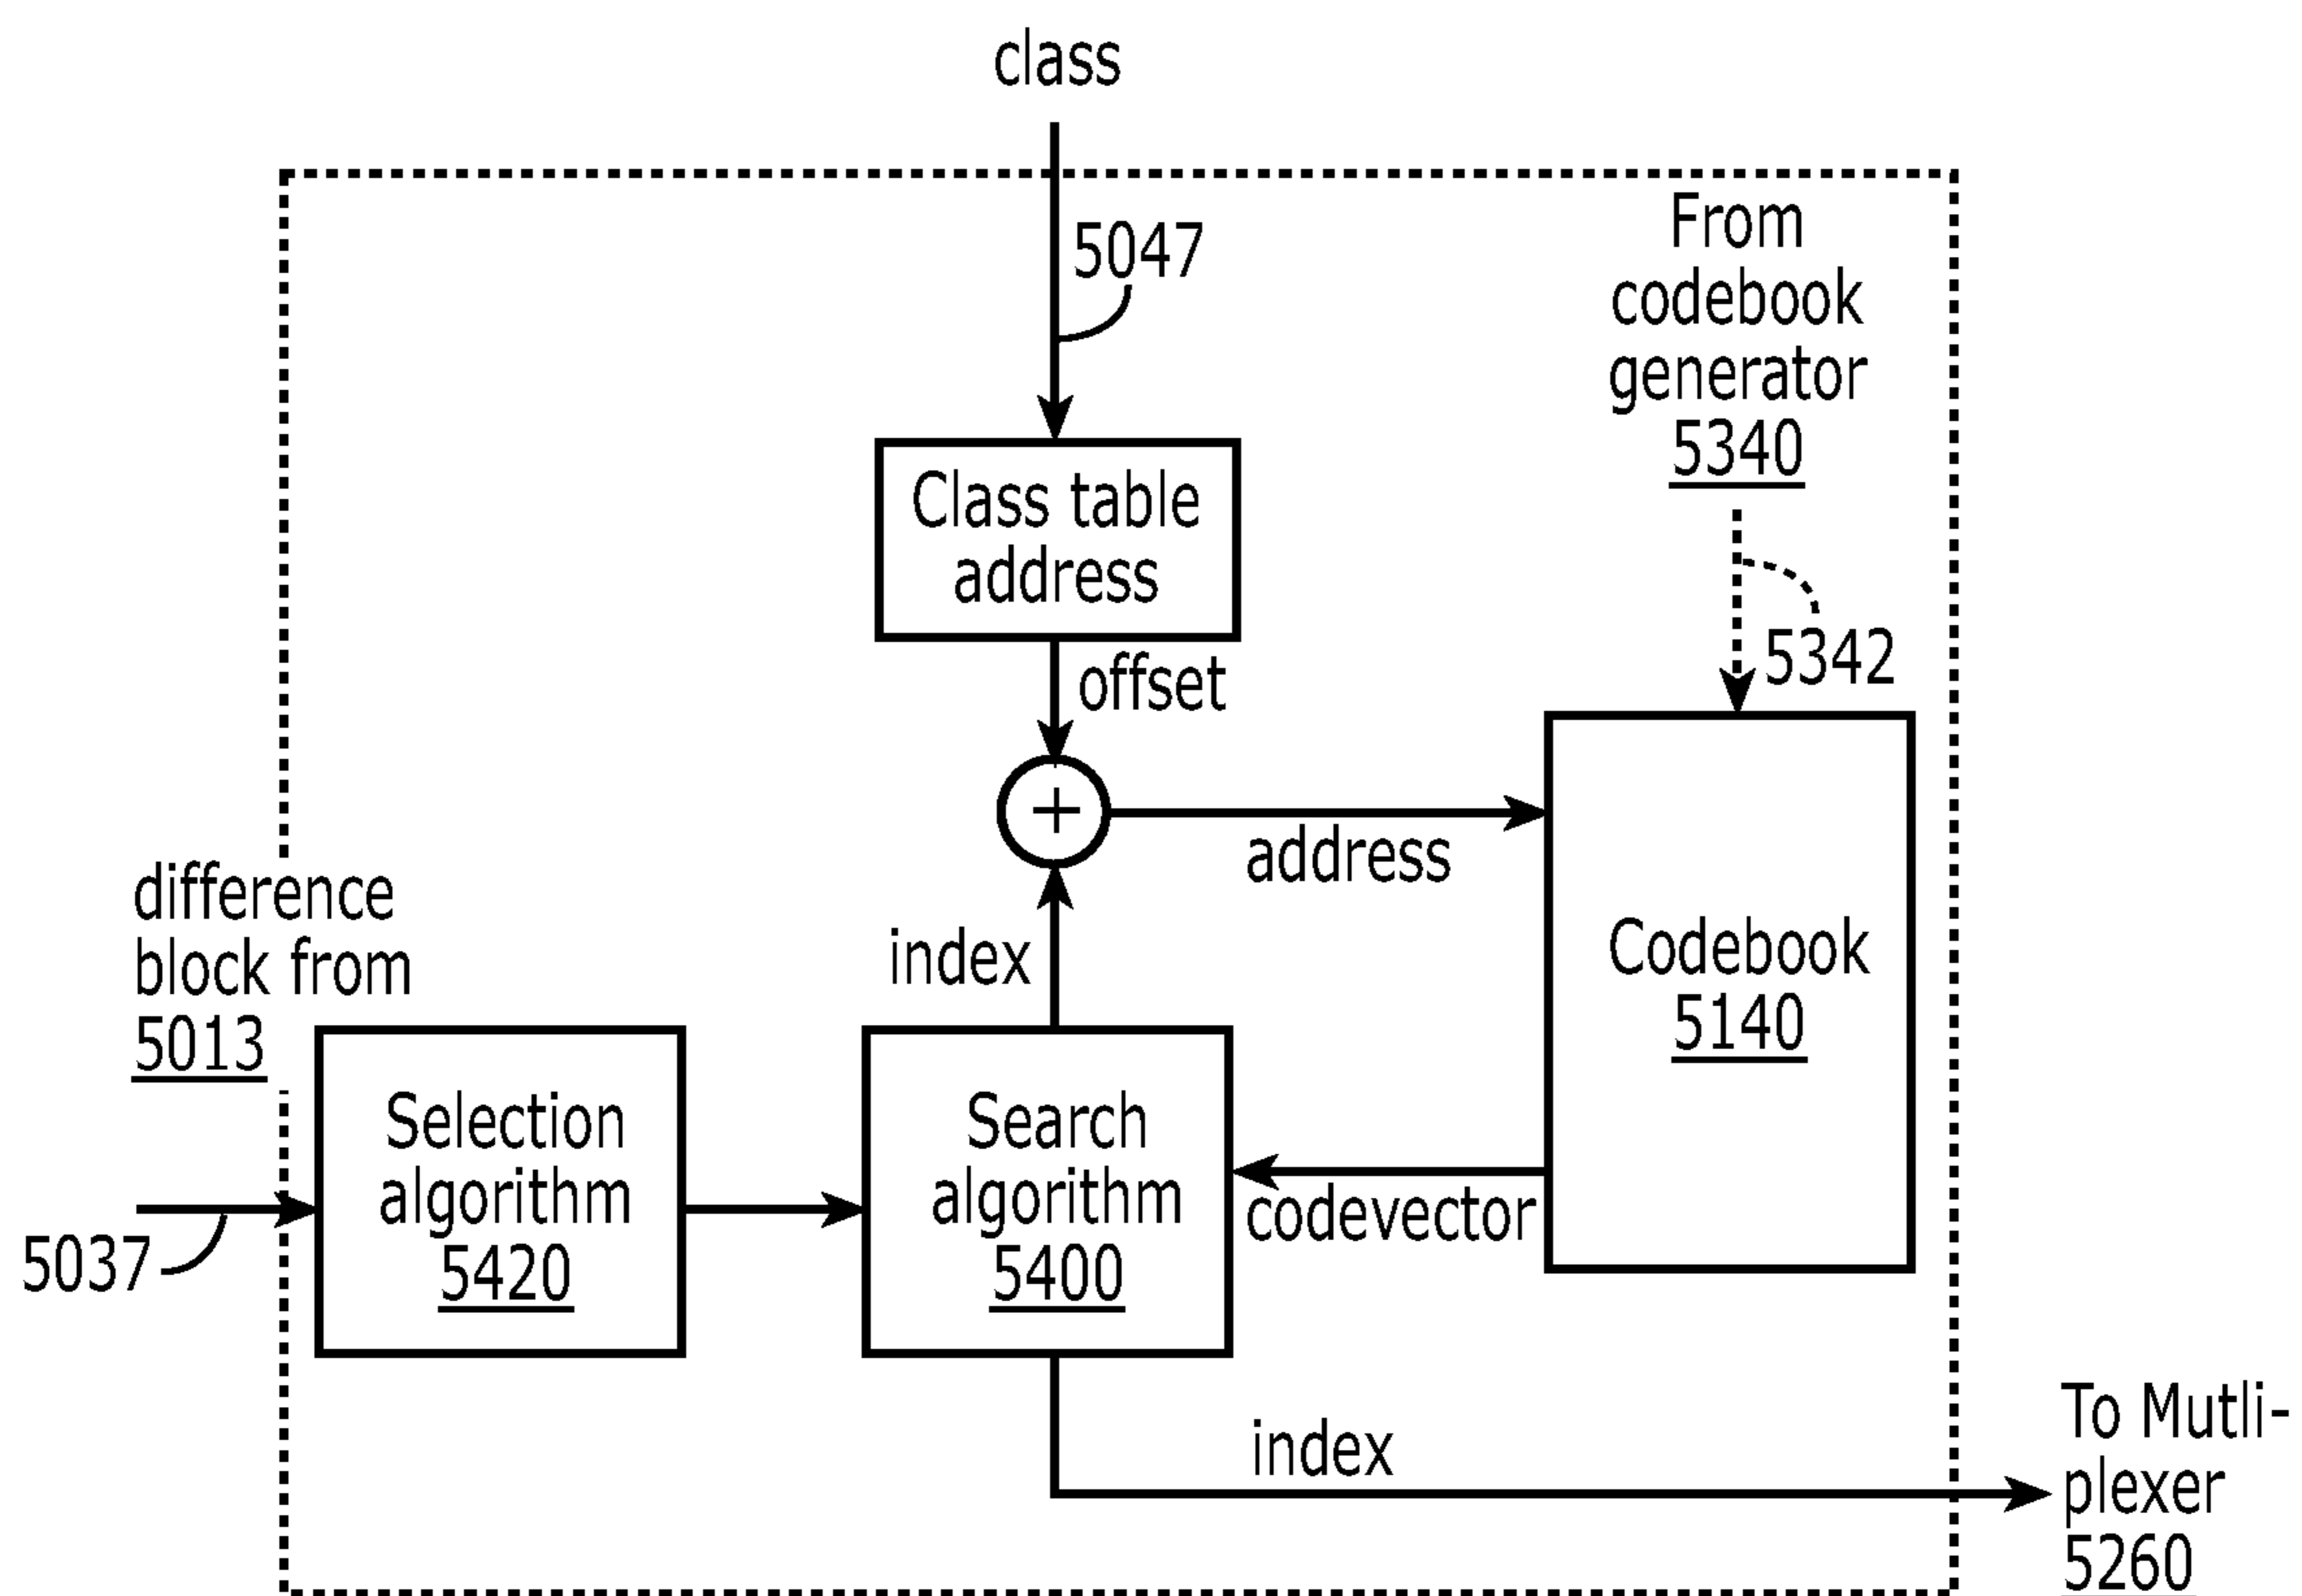 class
5047
From
codebook
generator
5340
Class table
address
5342
offset
+
address
difference
block from
5013
index
Codebook
5140
Selection
algorithm
5420
Search
algorithm
5400
codevector
5037
index
To Mutli-
plexer
5260